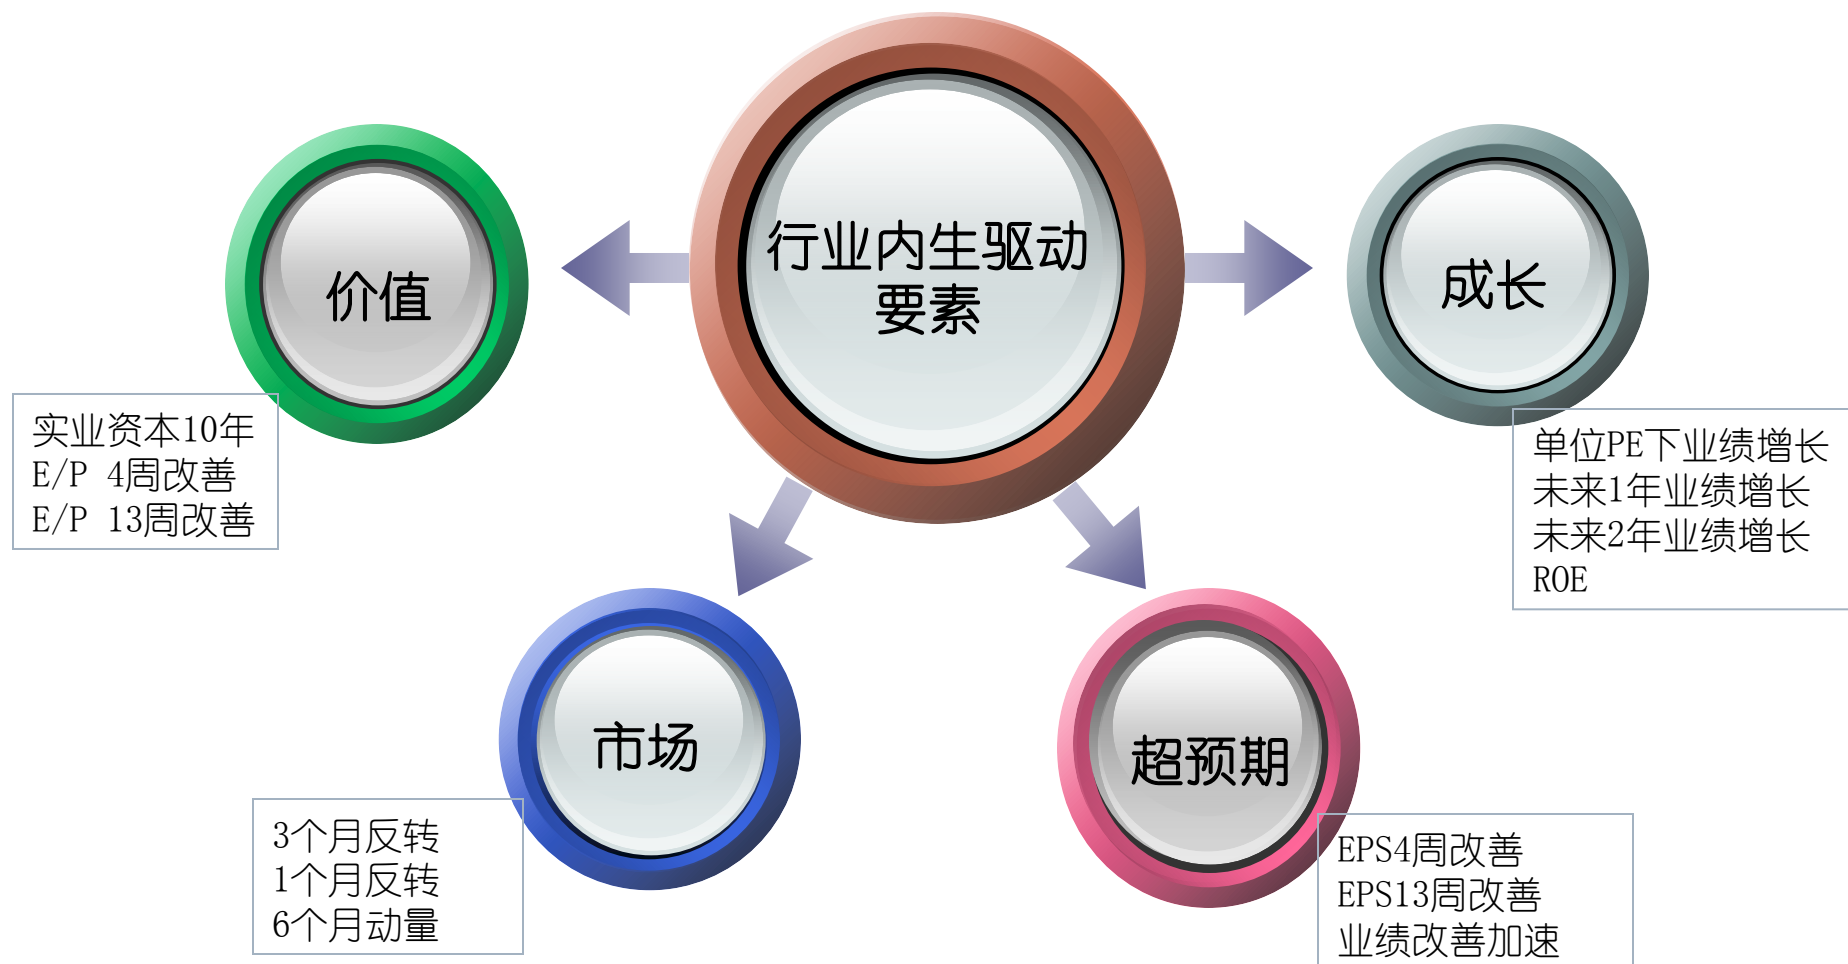 行业内生驱动
要素
价值
实业资本10年
E/P 4周改善
E/P 13周改善
成长
单位PE下业绩增长
未来1年业绩增长
未来2年业绩增长
ROE
市场
3个月反转
1个月反转
6个月动量
超预期
EPS4周改善
EPS13周改善
业绩改善加速